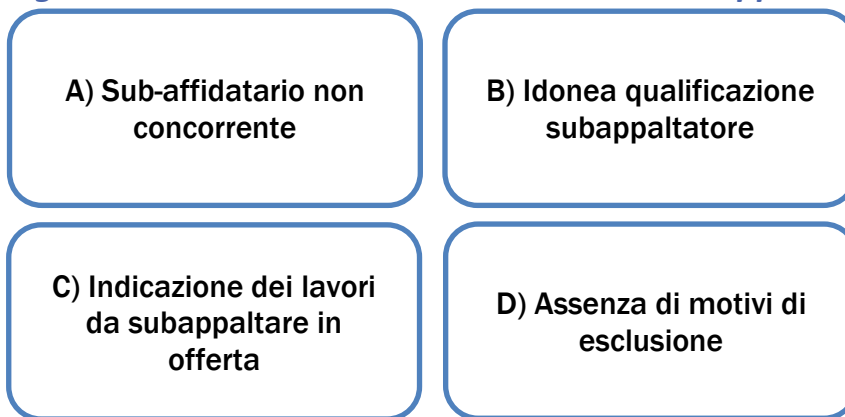 A) Sub-affidatario non
concorrente
B) Idonea qualificazione
subappaltatore
C) Indicazione dei lavori
da subappaltare in
offerta
D) Assenza di motivi di
esclusione